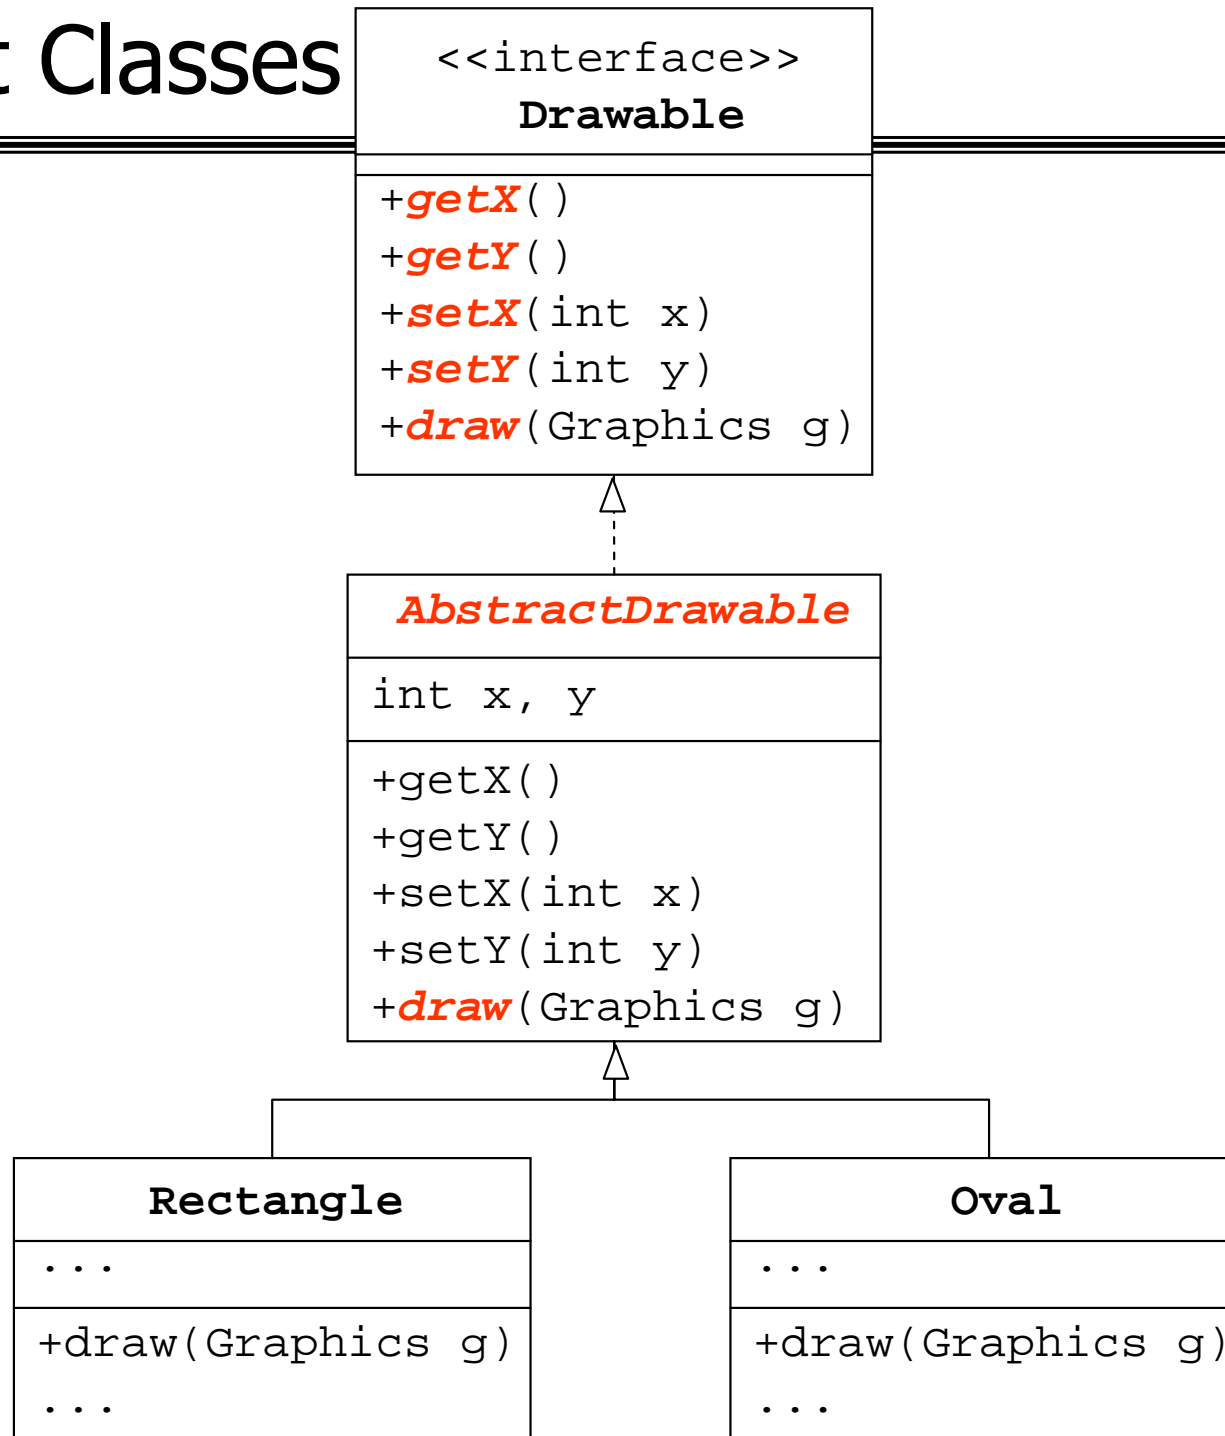 t Classes
<<interface>>
Drawable
+getX()
+getY()
+setX(int x)
+setY(int y)
+draw(Graphics g)
AbstractDrawable
int x, y
+getX()
+getY()
+setX(int x)
+setY(int y)
+draw(Graphics g)
Rectangle
...
+draw(Graphics g)
...
Oval
...
+draw(Graphics g)
...